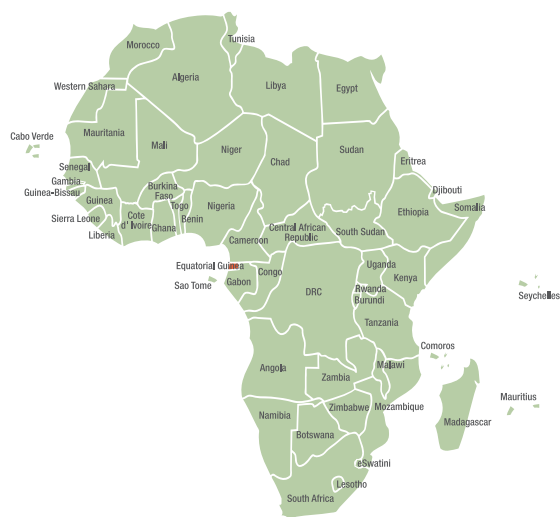 Tunisia
Morocco
Algeria
Libya
Egypt
Western Sahara
Mauritania
Cabo Verde
Mali
Niger
Chad
Sudan
Eritrea
Senegal
Gambia
Guinea-Bissau
Guinea
Burkina
Faso
Djibouti
Somalia
Sierra Leone
Cote
d' Ivoire
Ghana
Togo
Benin
Nigeria
Ethiopia
Liberia
Central African
Republic
South Sudan
Cameroon
Equatorial Guinea
Sao Tome
Gabon
Congo
Uganda
Kenya
DRC
Rwanda
Burundi
Seychelles
Tanzania
Comoros
Angola
Zambia
Malawi
Mauritius
Namibia
Zimbabwe
Mozambique
Madagascar
Botswana
eSwatini
Lesotho
South Africa